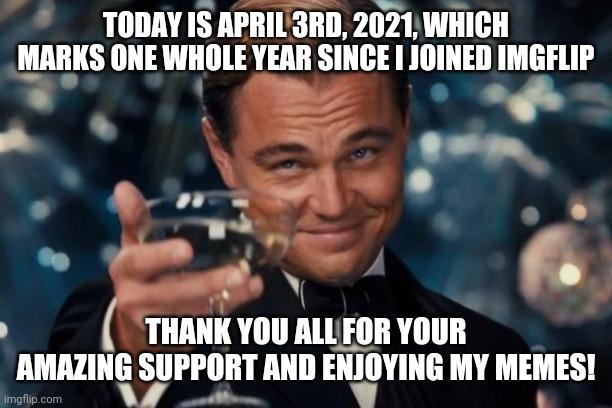 TODAY IS APRIL 3RD, 2021, WHICH
MARKS ONE WHOLE YEAR SINCE I JOINED IMGFLIP
THANK YOU ALL FOR YOUR
AMAZING SUPPORT AND ENJOYING MY MEMES!
imgflip.com